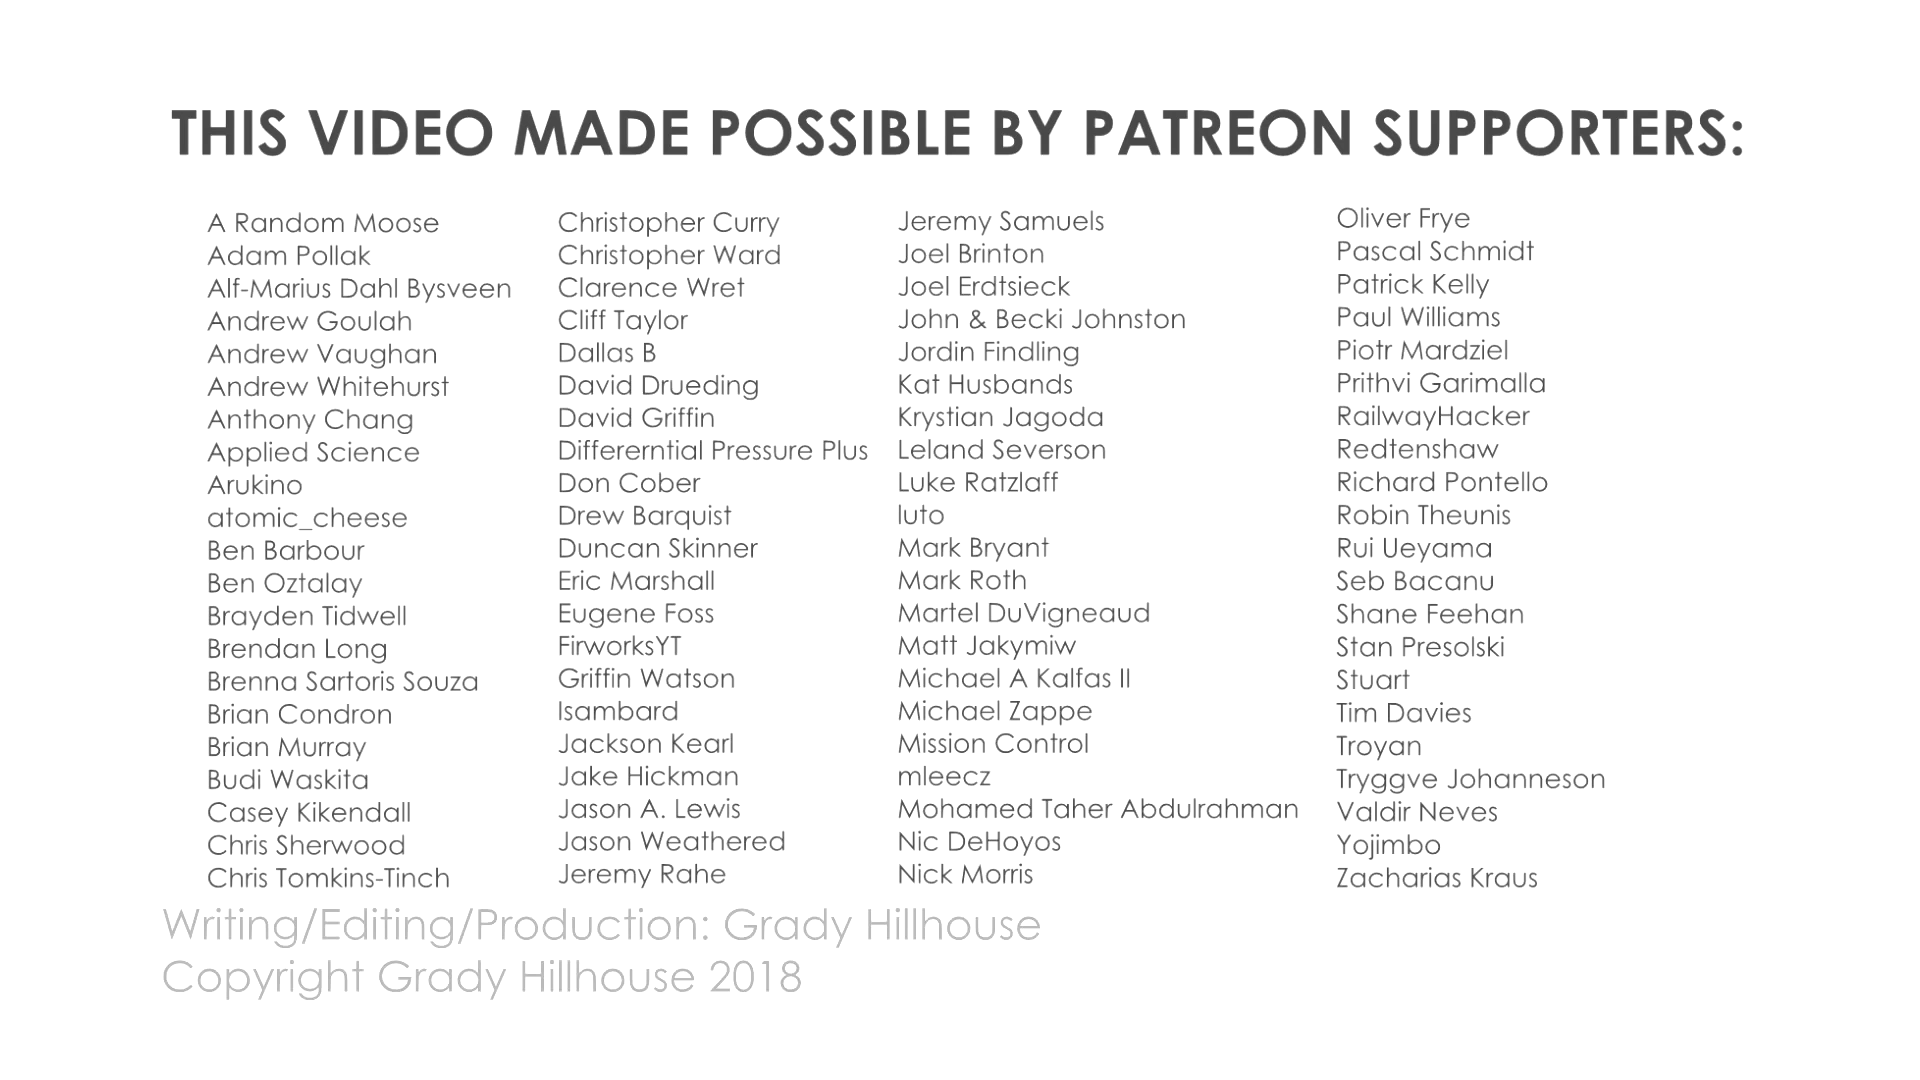 THIS VIDEO MADE POSSIBLE BY PATREON SUPPORTERS:
A Random Moose
Adam Pollak
Alf-Marius Dahl Bysveen
Andrew Goulah
Andrew Vaughan
Andrew Whitehurst
Anthony Chang
Applied Science
Arukino
atomic_cheese
Ben Barbour
Ben Oztalay
Brayden Tidwell
Brendan Long
Brenna Sartoris Souza
Brian Condron
Brian Murray
Budi Waskita
Casey Kikendall
Chris Sherwood
Chris Tomkins-Tinch
Christopher Curry
Christopher Ward
Clarence Wret
Cliff Taylor
Dallas B
David Drueding
David Griffin
Differerntial Pressure Plus
Don Cober
Drew Barquist
Duncan Skinner
Eric Marshall
Eugene Foss
FirworksYT
Griffin Watson
Isambard
Jackson Kearl
Jake Hickman
Jason A. Lewis
Jason Weathered
Jeremy Rahe
Jeremy Samuels
Joel Brinton
Joel Erdtsieck
John & Becki Johnston
Jordin Findling
Kat Husbands
Krystian Jagoda
Leland Severson
Luke Ratzlaff
luto
Mark Bryant
Mark Roth
Martel DuVigneaud
Matt Jakymiw
Michael A Kalfas II
Michael Zappe
Mission Control
mleecz
Mohamed Taher Abdulrahman
Nic DeHoyos
Nick Morris
Oliver Frye
Pascal Schmidt
Patrick Kelly
Paul Williams
Piotr Mardziel
Prithvi Garimalla
RailwayHacker
Redtenshaw
Richard Pontello
Robin Theunis
Rui Ueyama
Seb Bacanu
Shane Feehan
Stan Presolski
Stuart
Tim Davies
Troyan
Tryggve Johanneson
Valdir Neves
Yojimbo
Zacharias Kraus
Writing/Editing/Production: Grady Hillhouse
Copyright Grady Hillhouse 2018